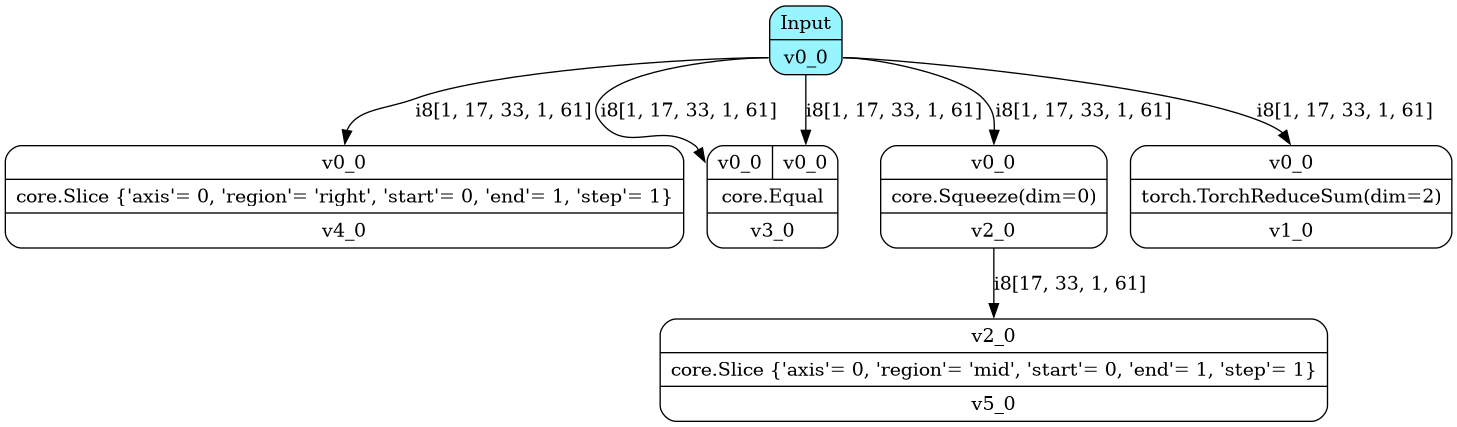 Input
v0_0
i8[1, 17, 33, 1, 61]
i8[1, 17, 33, 1, 61]
i8[1, 17, 33, 1, 61]
i8[1, 17, 33, 1, 61]
i8[1, 17, 33, 1, 61]
v0_0
core.Slice {'axis'= 0, 'region'= 'right', 'start'= 0, 'end'= 1, 'step'= 1}
v4_0
v0_0 v0_0
core.Equal
v3_0
v0_0
core.Squeeze(dim=0)
v2_0
v0_0
torch.TorchReduceSum(dim=2)
v1_0
i8[17, 33, 1, 61]
v2_0
core.Slice {'axis'= 0, 'region'= 'mid', 'start'= 0, 'end'= 1, 'step'= 1}
v5_0